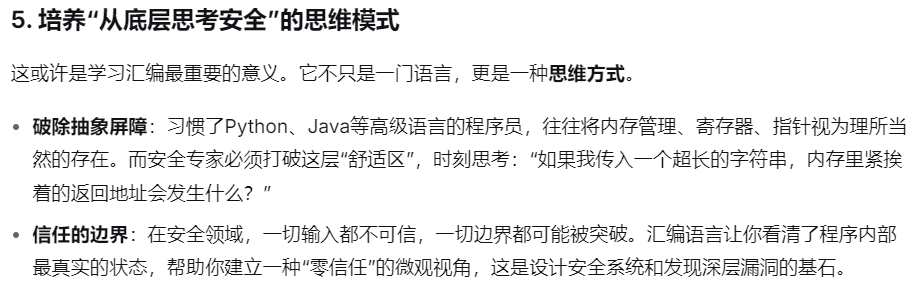 5. 培养“从底层思考安全”的思维模式
这或许是学习汇编最重要的意义。它不只是一门语言，更是一种思维方式。
• 破除抽象屏障：习惯了Python、Java等高级语言的程序员，往往将内存管理、寄存器、指针视为理所当
然的存在。而安全专家必须打破这层“舒适区”，时刻思考：“如果我传入一个超长的字符串，内存里紧挨
着的返回地址会发生什么？”
• 信任的边界：在安全领域，一切输入都不可信，一切边界都可能被突破。汇编语言让你看清了程序内部
最真实的状态，帮助你建立一种“零信任”的微观视角，这是设计安全系统和发现深层漏洞的基石。